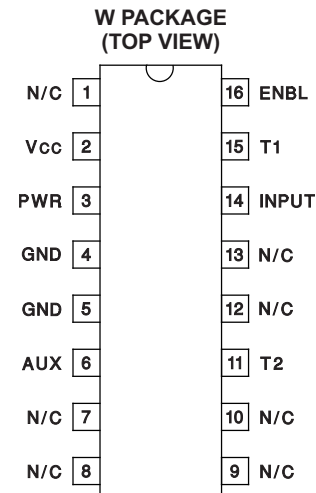 W PACKAGE
(TOP VIEW)
N/C 1 16 ENBL
Vcc 2 15 T1
PWR 3 14 INPUT
GND 4 13 N/C
GND 5 12 N/C
AUX 6 11 T2
N/C 7 10 N/C
N/C 8 9 N/C